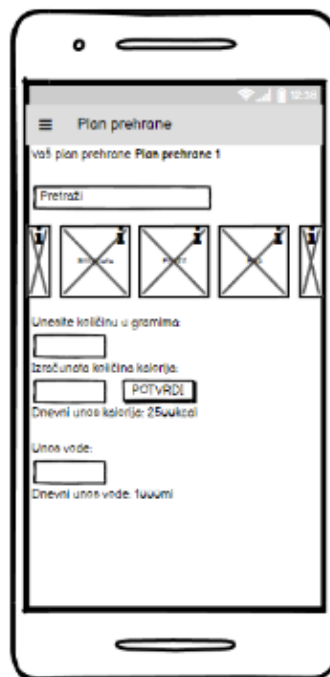 12:38
Plan prehrane
Vaš plan prehrane Plan prehrane 1
Pretraži
i i i i i
Unesite količinu u gramima:
Izračunata količina kalorija:
POTVRDI
Dnevni unos kalorija: 2500kcal
Unos vode:
Dnevni unos vode: 1000ml